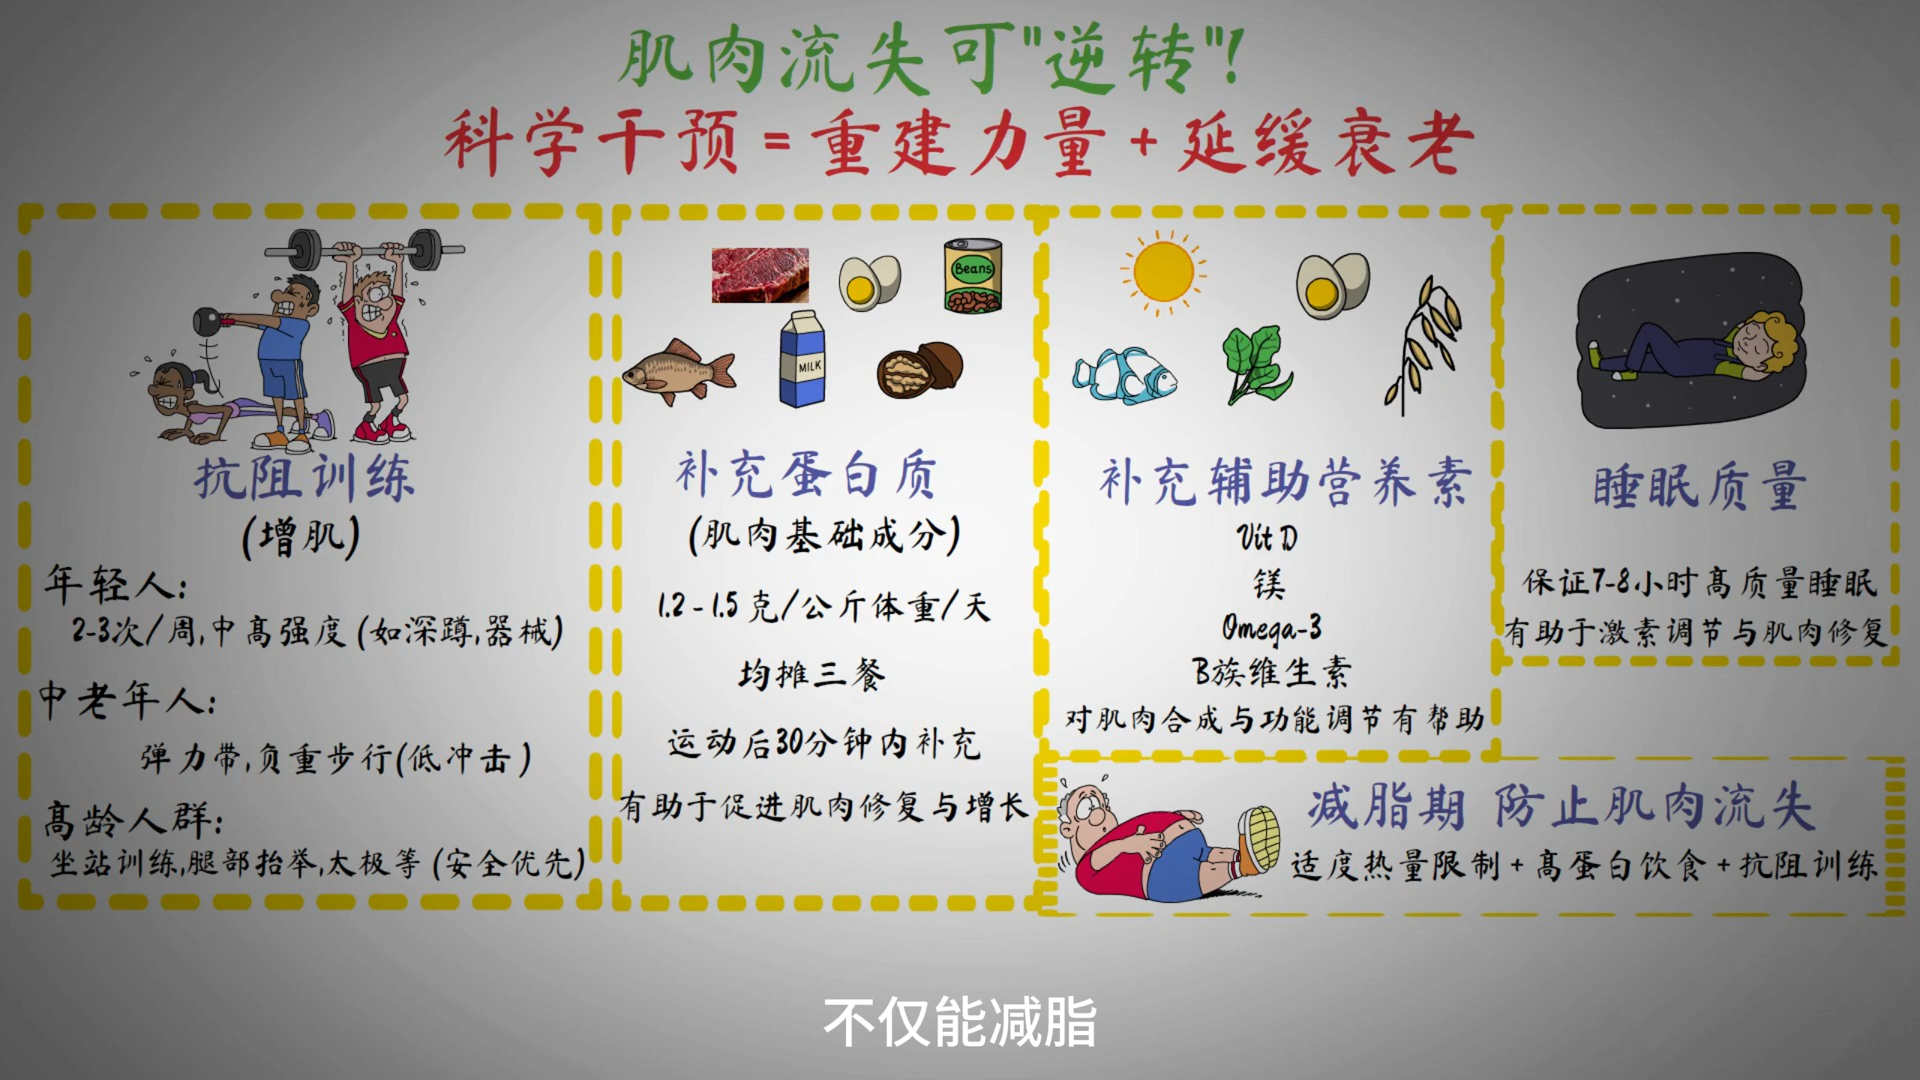 肌肉流失可"逆转"!
科学干预=重建力量+延缓衰老
抗阻训练
(增肌)
年轻人:
2-3次/周,中高强度(如深蹲,器械)
中老年人:
弹力带,负重步行(低冲击)
高龄人群:
坐站训练,腿部抬举,太极等(安全优先)
Beans
MILK
补充蛋白质
(肌肉基础成分)
1.2-1.5克/公斤体重/天
均摊三餐
运动后30分钟内补充
有助于促进肌肉修复与增长
补充辅助营养素
Vit D
镁
Omega-3
B族维生素
对肌肉合成与功能调节有帮助
睡眠质量
保证7-8小时高质量睡眠
有助于激素调节与肌肉修复
减脂期 防止肌肉流失
适度热量限制+高蛋白饮食+抗阻训练
不仅能减脂